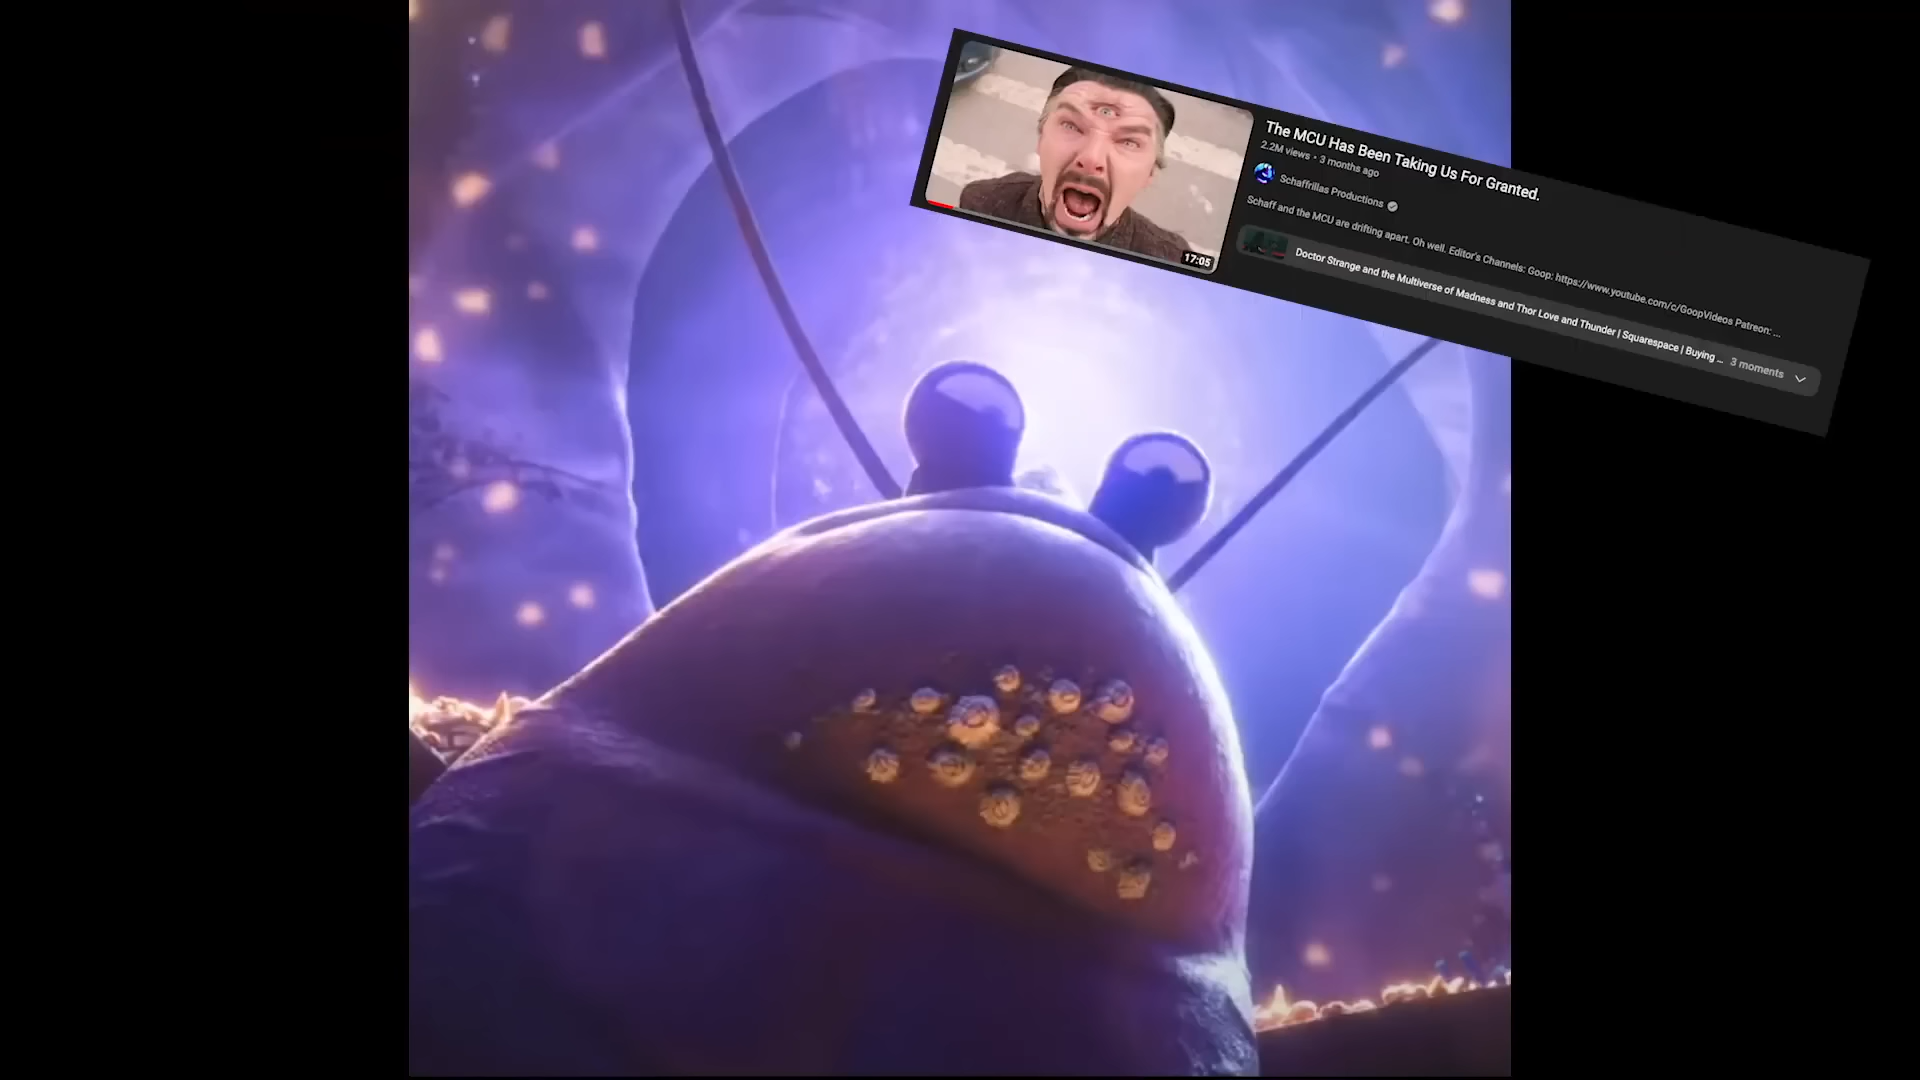 The MCU Has Been Taking Us For Granted.
2.2M views • 3 months ago
Schaffrillas Productions
Schaff and the MCU are drifting apart. Oh well. Editor's Channels: Goop: https://www.youtube.com/c/GoopVideos Patreon: ...
17:05
Doctor Strange and the Multiverse of Madness and Thor Love and Thunder | Squarespace | Buying ... 3 moments